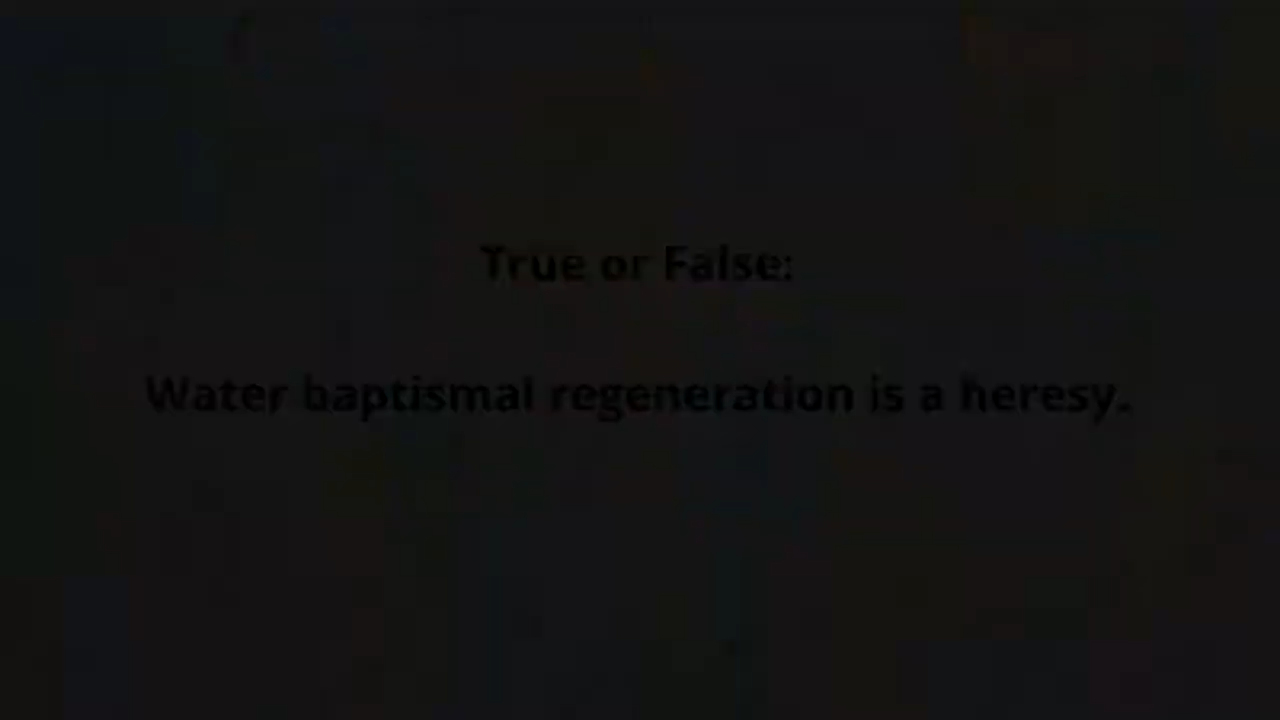 True or False:
Water baptismal regeneration is a heresy.